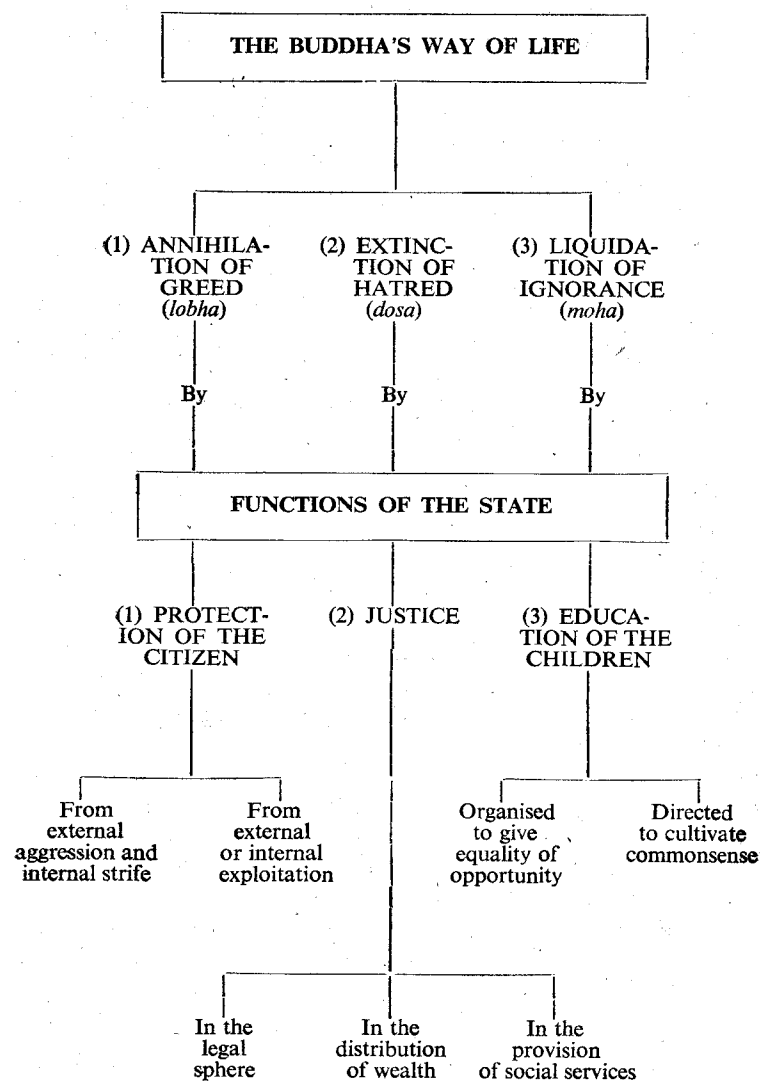 THE BUDDHA'S WAY OF LIFE
(1) ANNIHILA-
TION OF
GREED
(lobha)
(2) EXTINC-
TION OF
HATRED
(dosa)
(3) LIQUIDA-
TION OF
IGNORANCE
(moha)
By
By
By
FUNCTIONS OF THE STATE
(1) PROTECT-
ION OF THE
CITIZEN
(2) JUSTICE
(3) EDUCA-
TION OF THE
CHILDREN
From
external
aggression and
internal strife
From
external
or internal
exploitation
Organised
to give
equality of
opportunity
Directed
to cultivate
commonsense
In the
legal
sphere
In the
distribution
of wealth
In the
provision
of social services